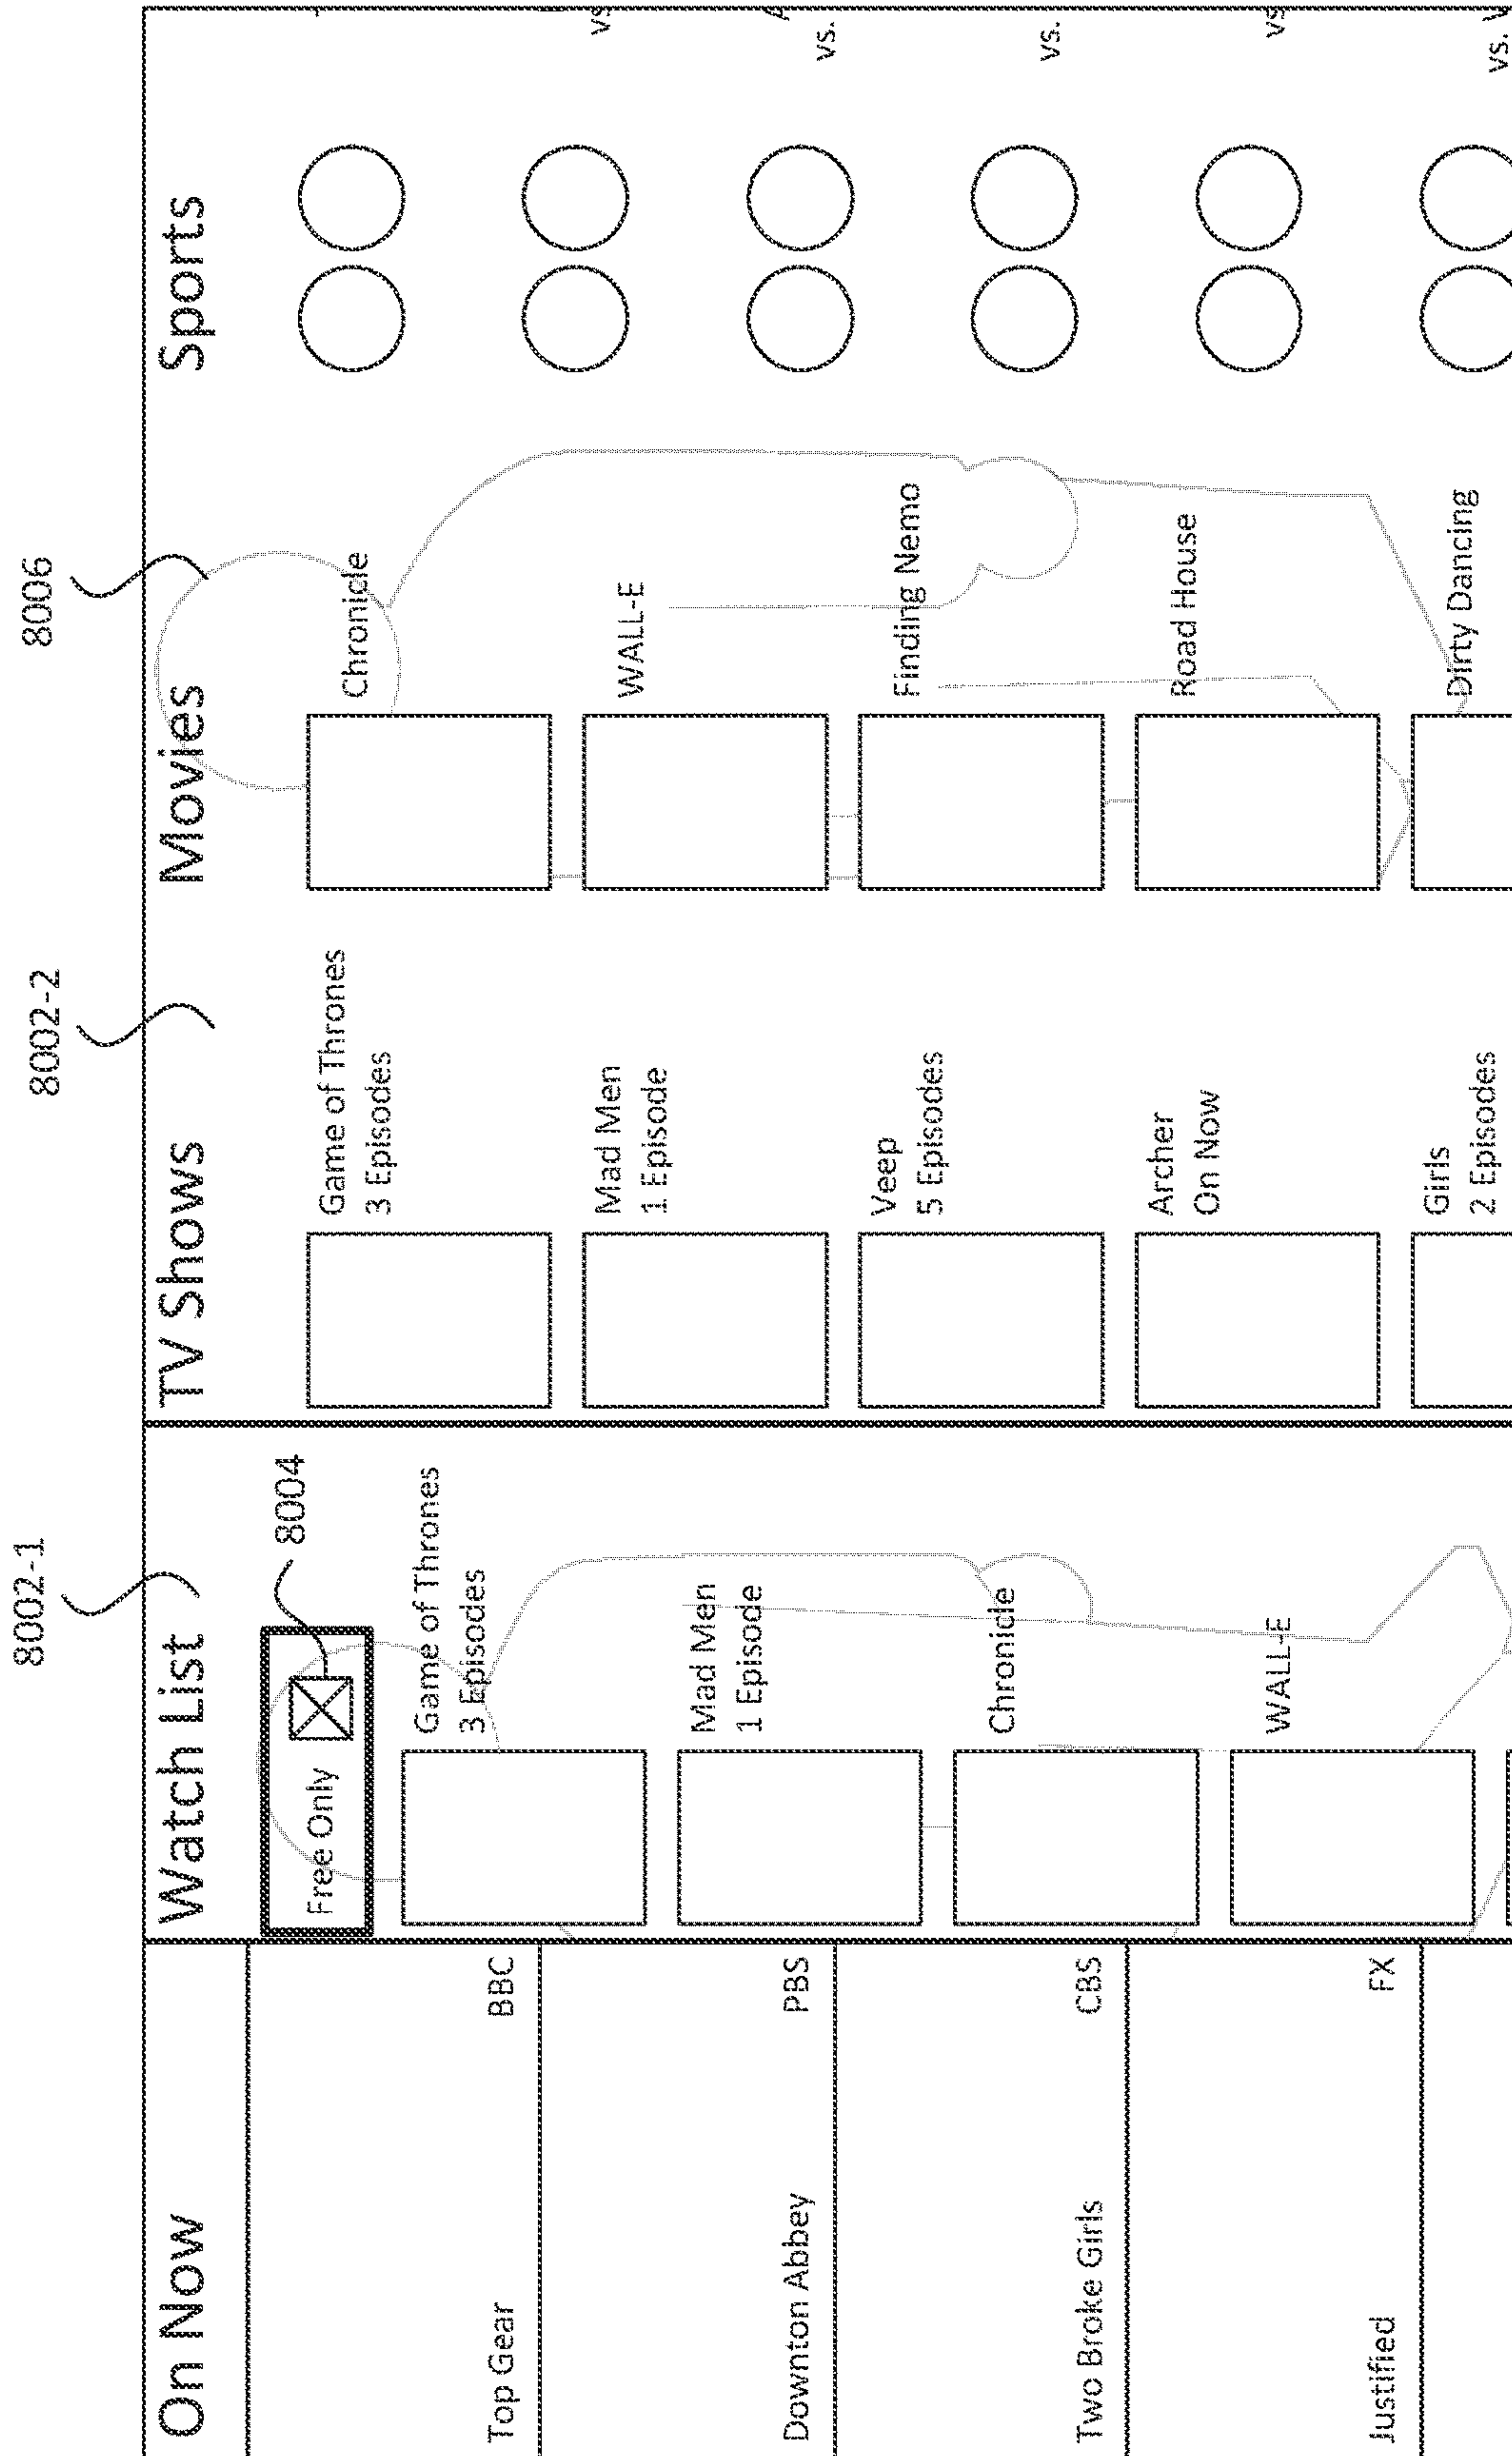 8002-1
8002-2
8006
On Now
Top Gear
BBC
Downton Abbey
PBS
Two Broke Girls
CBS
Justified
FX
Watch List
Free Only
8004
Game of Thrones
3 Episodes
Mad Men
1 Episode
Chronicle
WALL-E
TV Shows
Game of Thrones
3 Episodes
Mad Men
1 Episode
Veep
5 Episodes
Archer
On Now
Girls
2 Episodes
Movies
Chronicle
WALL-E
Finding Nemo
Road House
Dirty Dancing
Sports
vs
vs.
vs.
vs
vs.